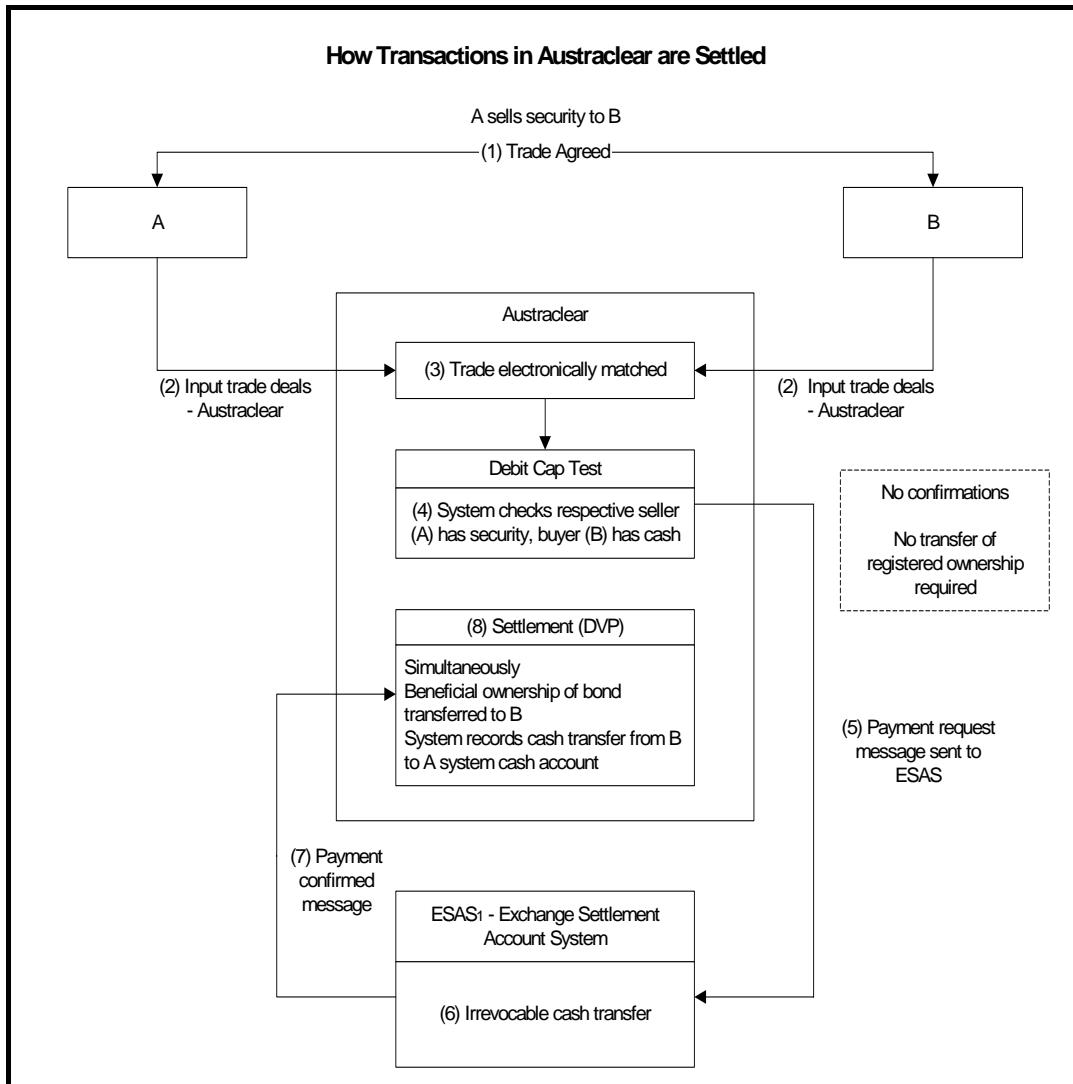 How Transactions in Austraclear are Settled
A sells security to B
(1) Trade Agreed
A
B
Austraclear
(3) Trade electronically matched
(2) Input trade deals
- Austraclear
(2) Input trade deals
- Austraclear
Debit Cap Test
(4) System checks respective seller
(A) has security, buyer (B) has cash
No confirmations
No transfer of
registered ownership
required
(8) Settlement (DVP)
Simultaneously
Beneficial ownership of bond
transferred to B
System records cash transfer from B
to A system cash account
(5) Payment request
message sent to
ESAS
(7) Payment
confirmed
message
ESAS1 - Exchange Settlement
Account System
(6) Irrevocable cash transfer